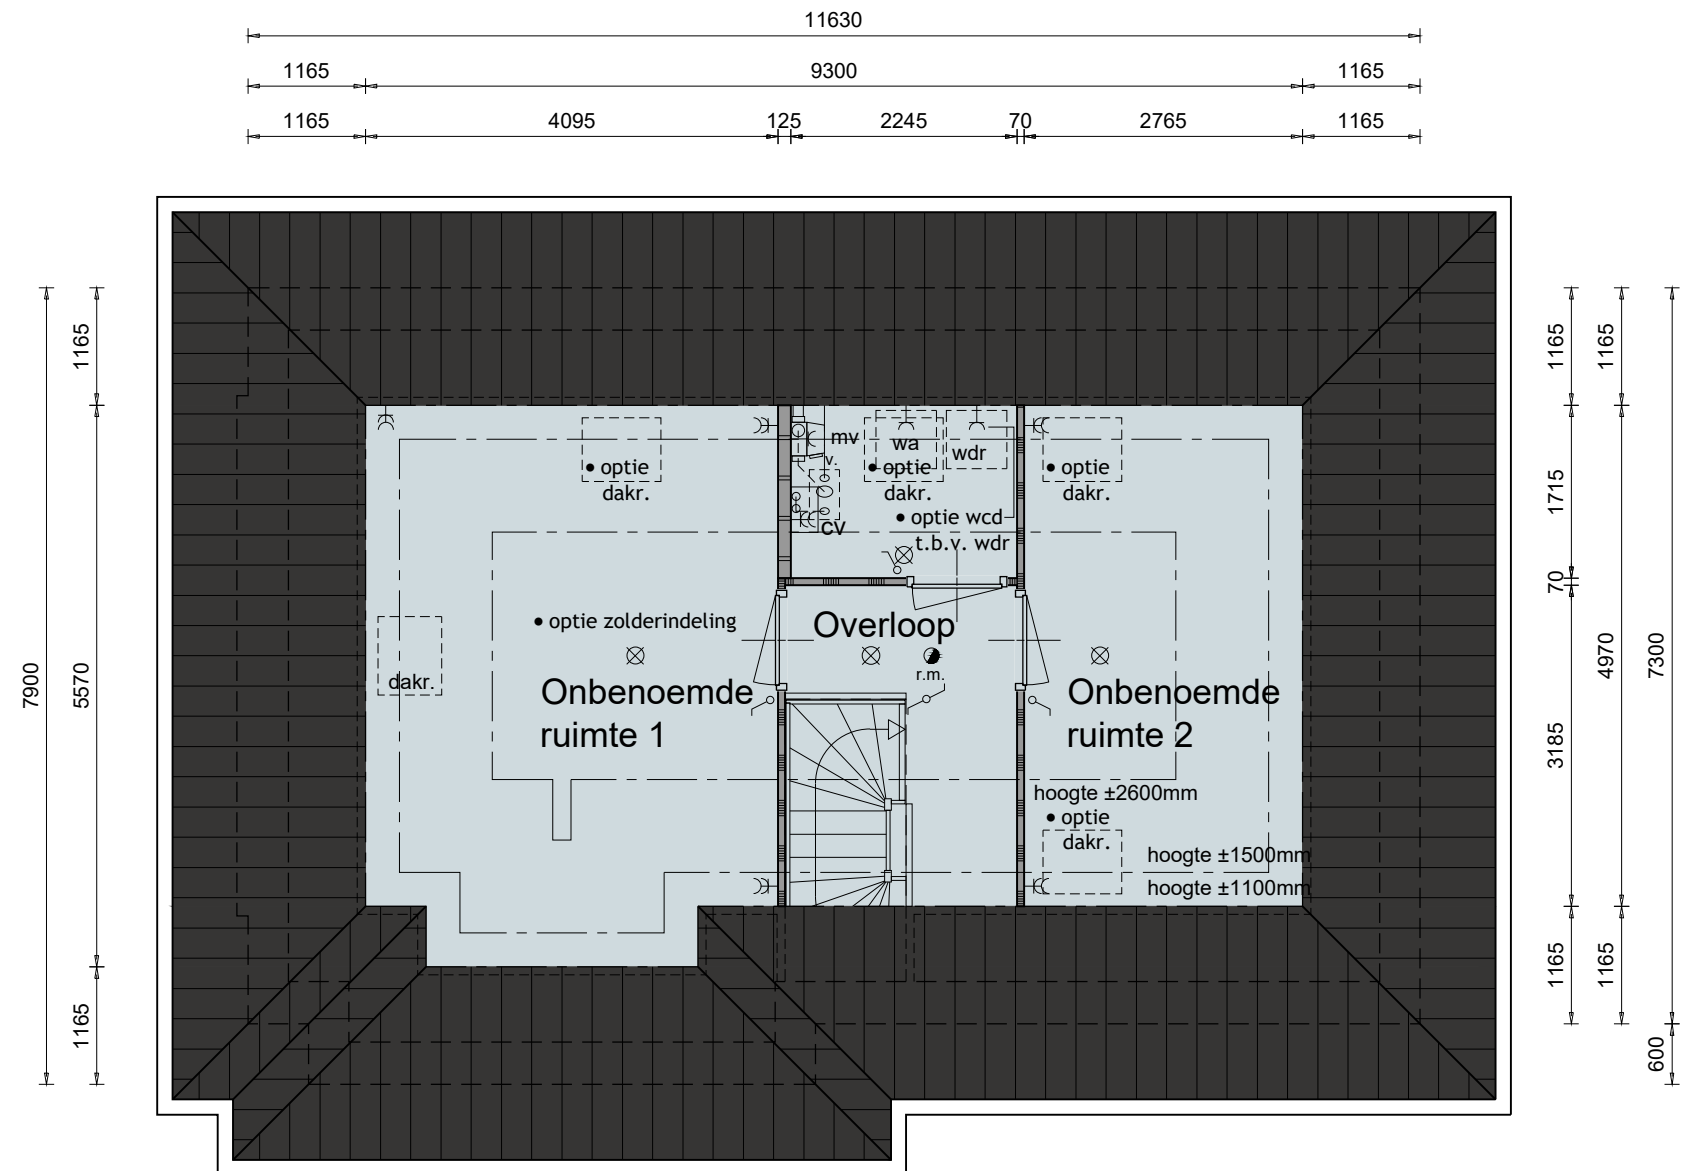 11630
1165 9300 1165
1165 4095 125 2245 70 2765 1165
7900
1165
5570
1165
1165
1715
70
3185
1165
1165
4970
1165
7300
600
mv
v.
wa
wdr
• optie
dakr.
• optie
dakr.
• optie
dakr.
cv
• optie wcd
t.b.v. wdr
• optie zolderindeling
Overloop
r.m.
dakr.
Onbenoemde
ruimte 1
Onbenoemde
ruimte 2
hoogte ±2600mm
• optie
dakr.
hoogte ±1500mm
hoogte ±1100mm